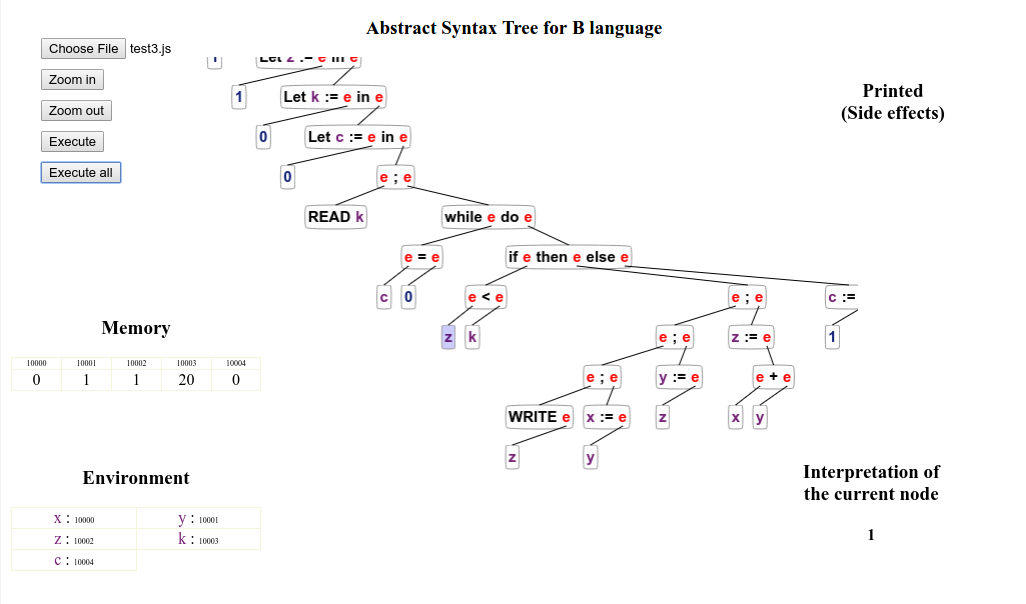 Abstract Syntax Tree for B language
Choose File test3.js
Zoom in
Zoom out
Execute
Execute all
1 Let z := e in e
1 Let k := e in e
0 Let c := e in e
0 e ; e
READ k while e do e
e = e if e then e else e
c 0 e < e e ; e c :=
z k e ; e z := e 1
e ; e y := e e + e
WRITE e x := e z x y
z y
Printed
(Side effects)
Memory
10000 10001 10002 10003 10004
0 1 1 20 0
Environment
x : 10000 y : 10001
z : 10002 k : 10003
c : 10004
Interpretation of
the current node
1